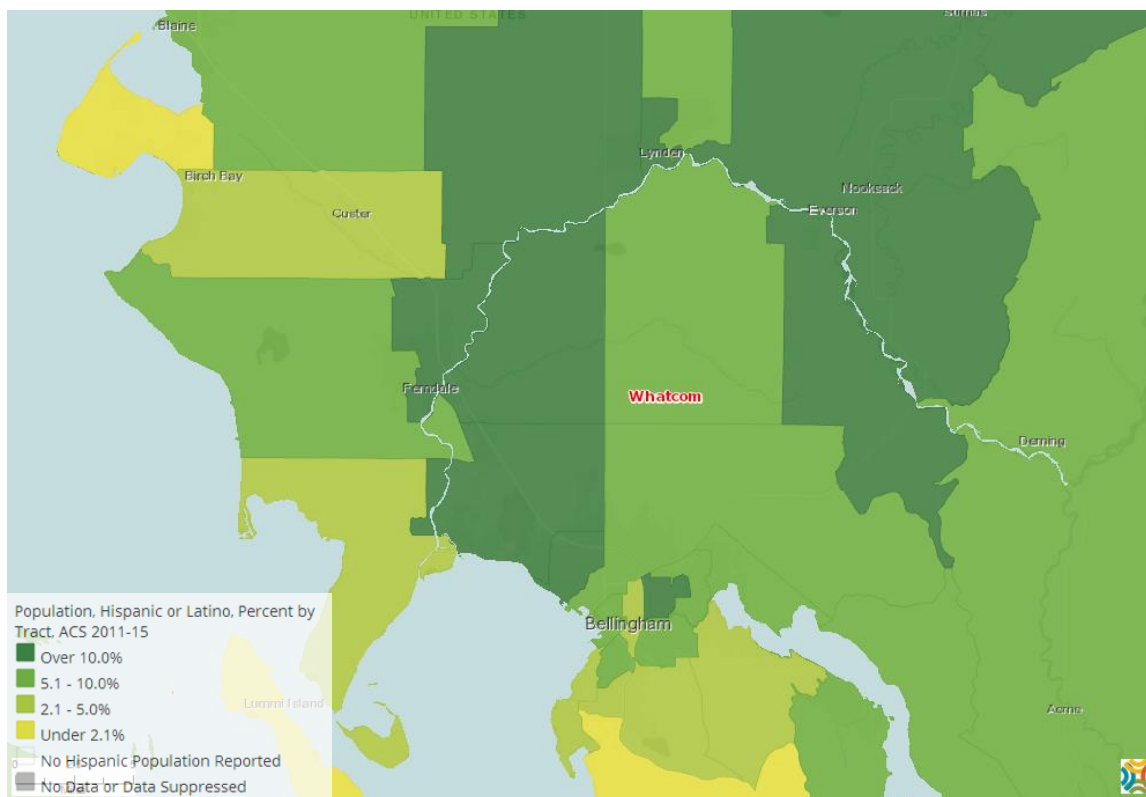 UNITED STATES
Blaine
Sumas
Lynden
Birch Bay
Nooksack
Custer
Everson
Ferndale
Whatcom
Deming
Bellingham
Acme
Lummi Island
Population, Hispanic or Latino, Percent by
Tract, ACS 2011-15
Over 10.0%
5.1 - 10.0%
2.1 - 5.0%
Under 2.1%
No Hispanic Population Reported
No Data or Data Suppressed
0